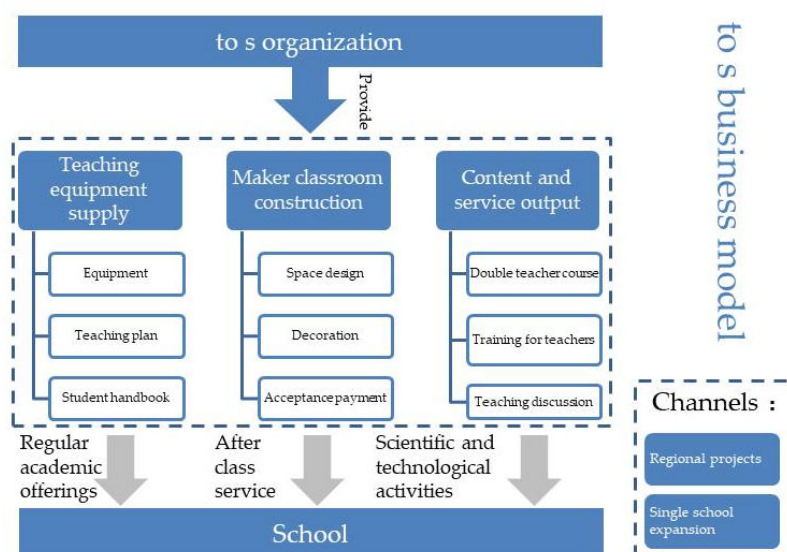 to s organization
Provide
Teaching
equipment
supply
Equipment
Teaching plan
Student handbook
Maker classroom
construction
Space design
Decoration
Acceptance payment
Content and
service output
Double teacher course
Training for teachers
Teaching discussion
Regular
academic
offerings
After
class
service
Scientific and
technological
activities
School
to s business model
Channels：
Regional projects
Single school
expansion